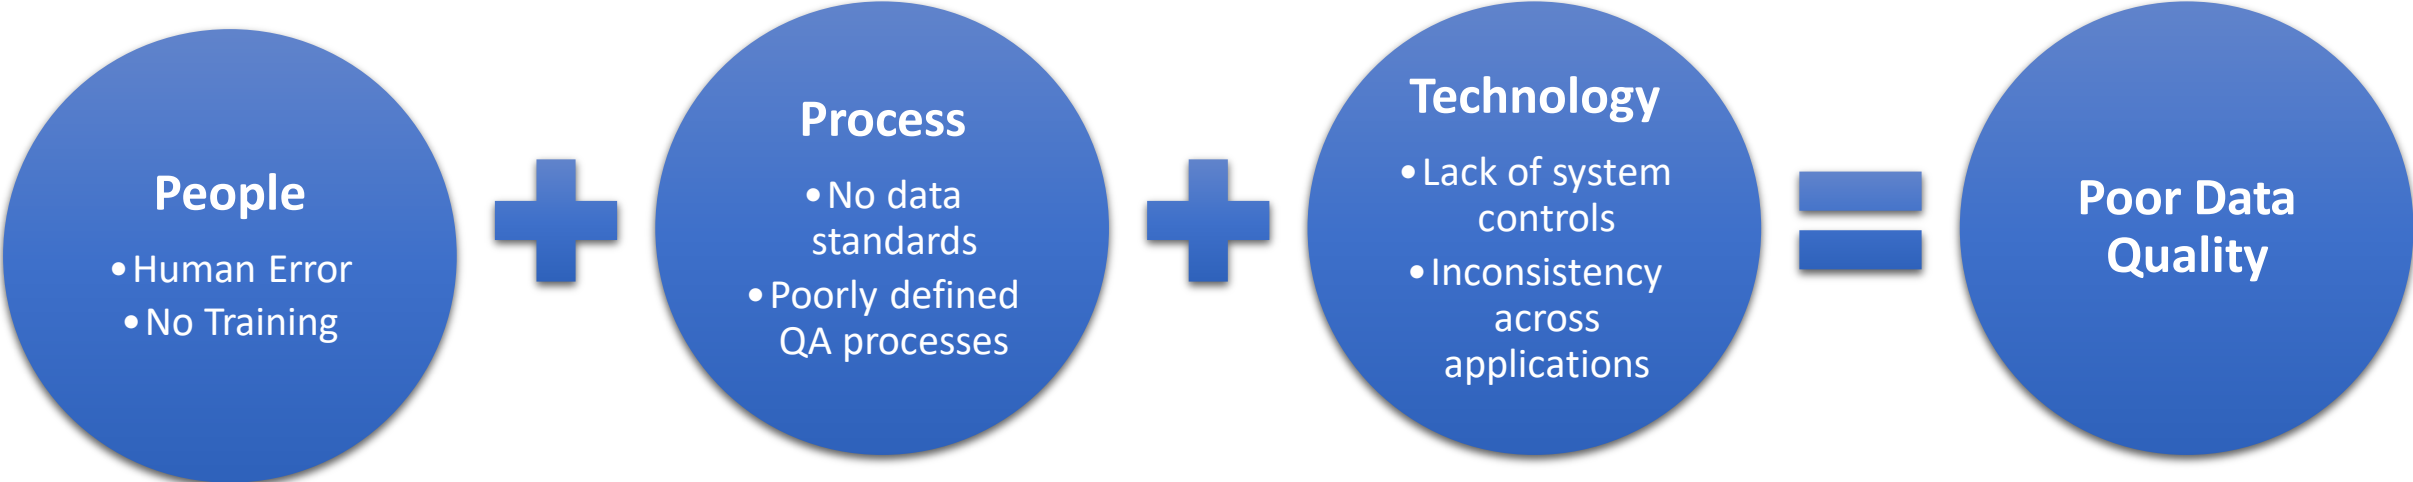 People
•Human Error
•No Training
Process
•No data
standards
•Poorly defined
QA processes
Technology
•Lack of system
controls
•Inconsistency
across
applications
Poor Data
Quality